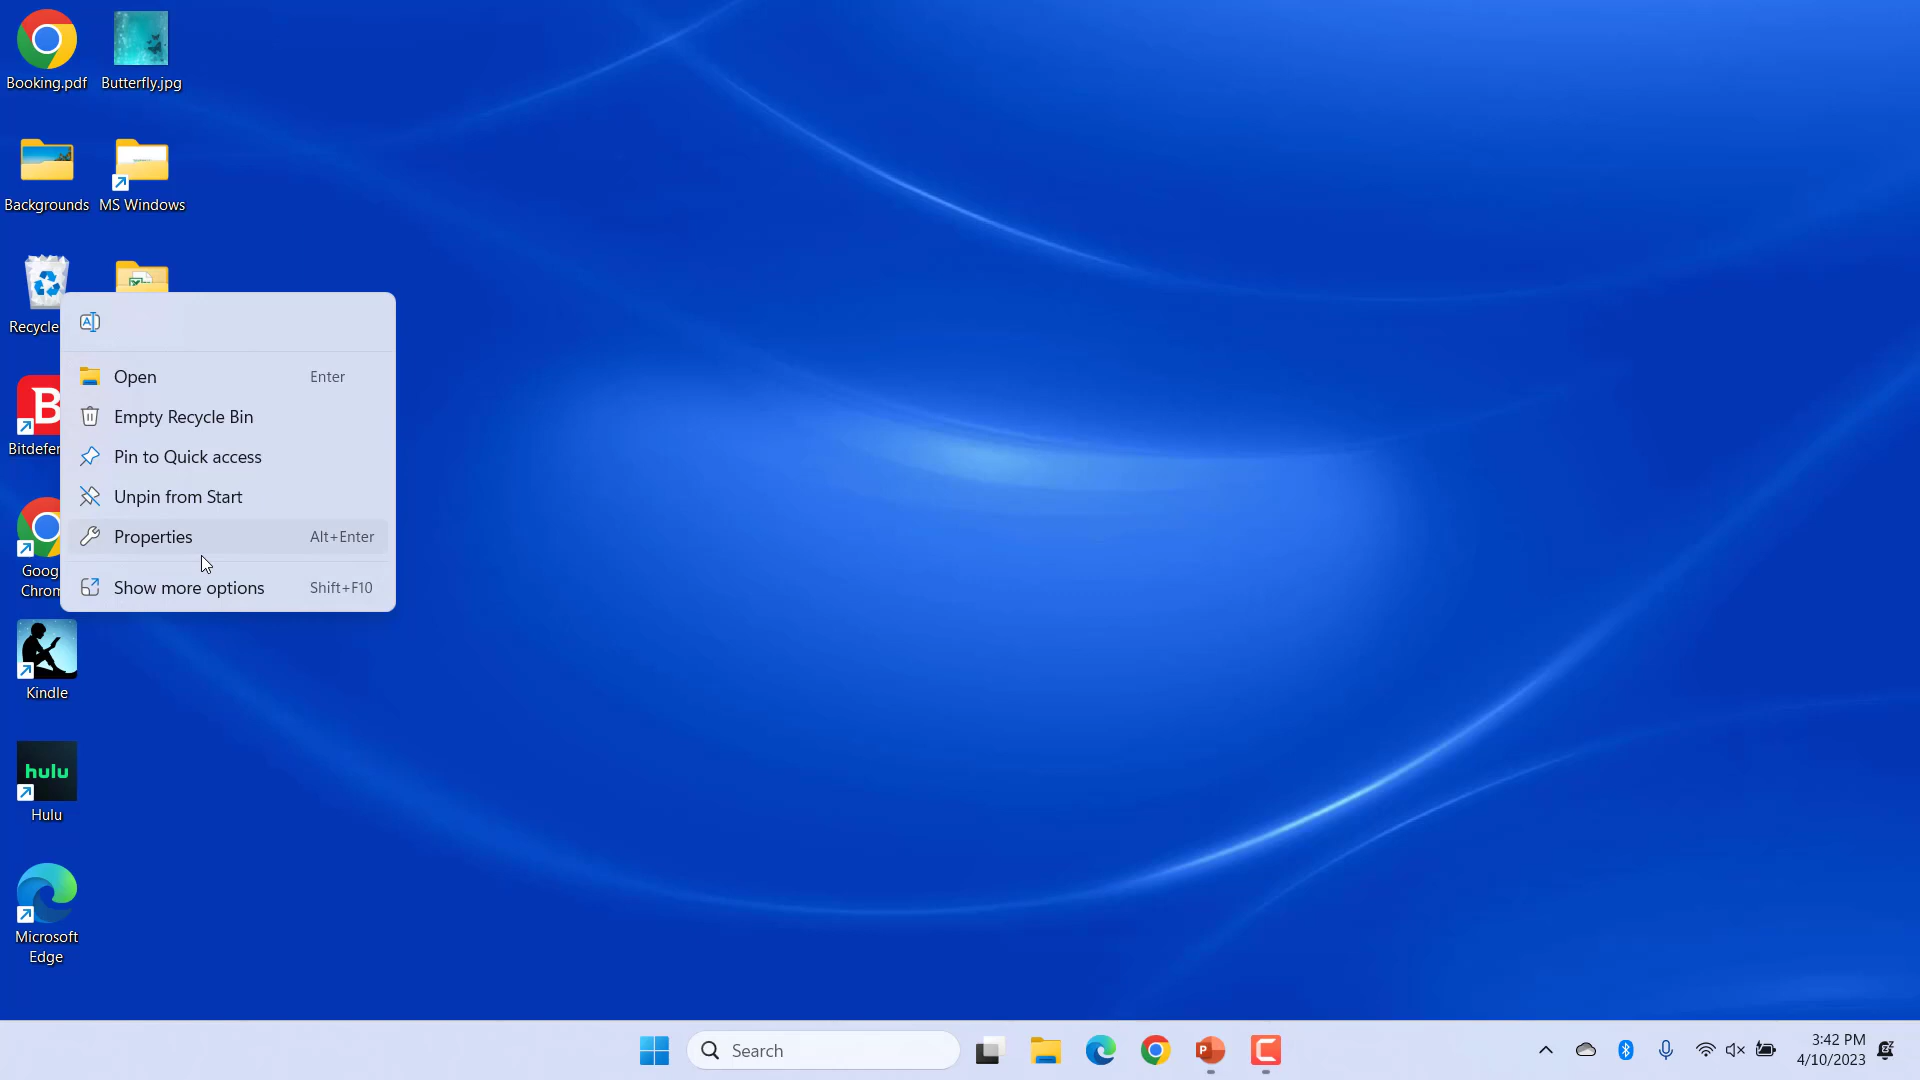 Booking.pdf
Butterfly.jpg
Backgrounds
MS Windows
Recycle
Open Enter
Empty Recycle Bin
Pin to Quick access
Unpin from Start
Properties Alt+Enter
Show more options Shift+F10
B
Bitdefen
Goog
Chrom
Kindle
hulu
Hulu
Microsoft
Edge
Search
3:42 PM
4/10/2023